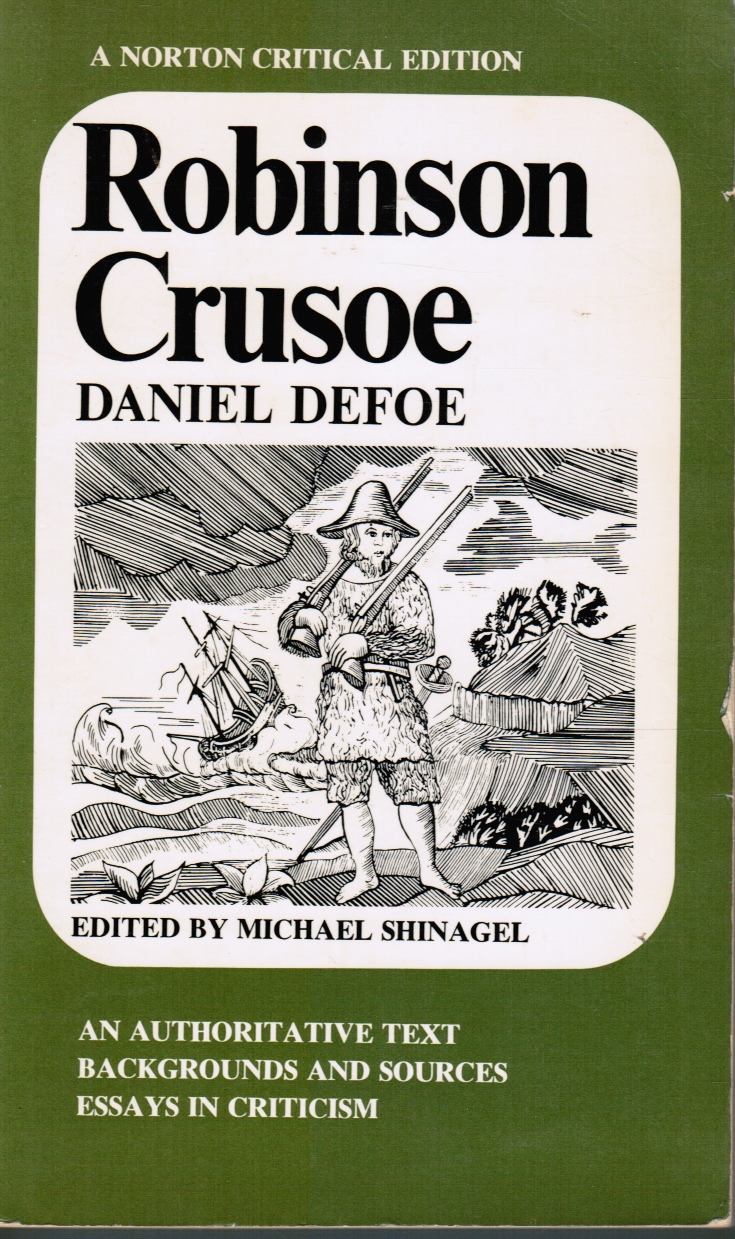 A NORTON CRITICAL EDITION
Robinson
Crusoe
DANIEL DEFOE
EDITED BY MICHAEL SHINAGEL
AN AUTHORITATIVE TEXT
BACKGROUNDS AND SOURCES
ESSAYS IN CRITICISM